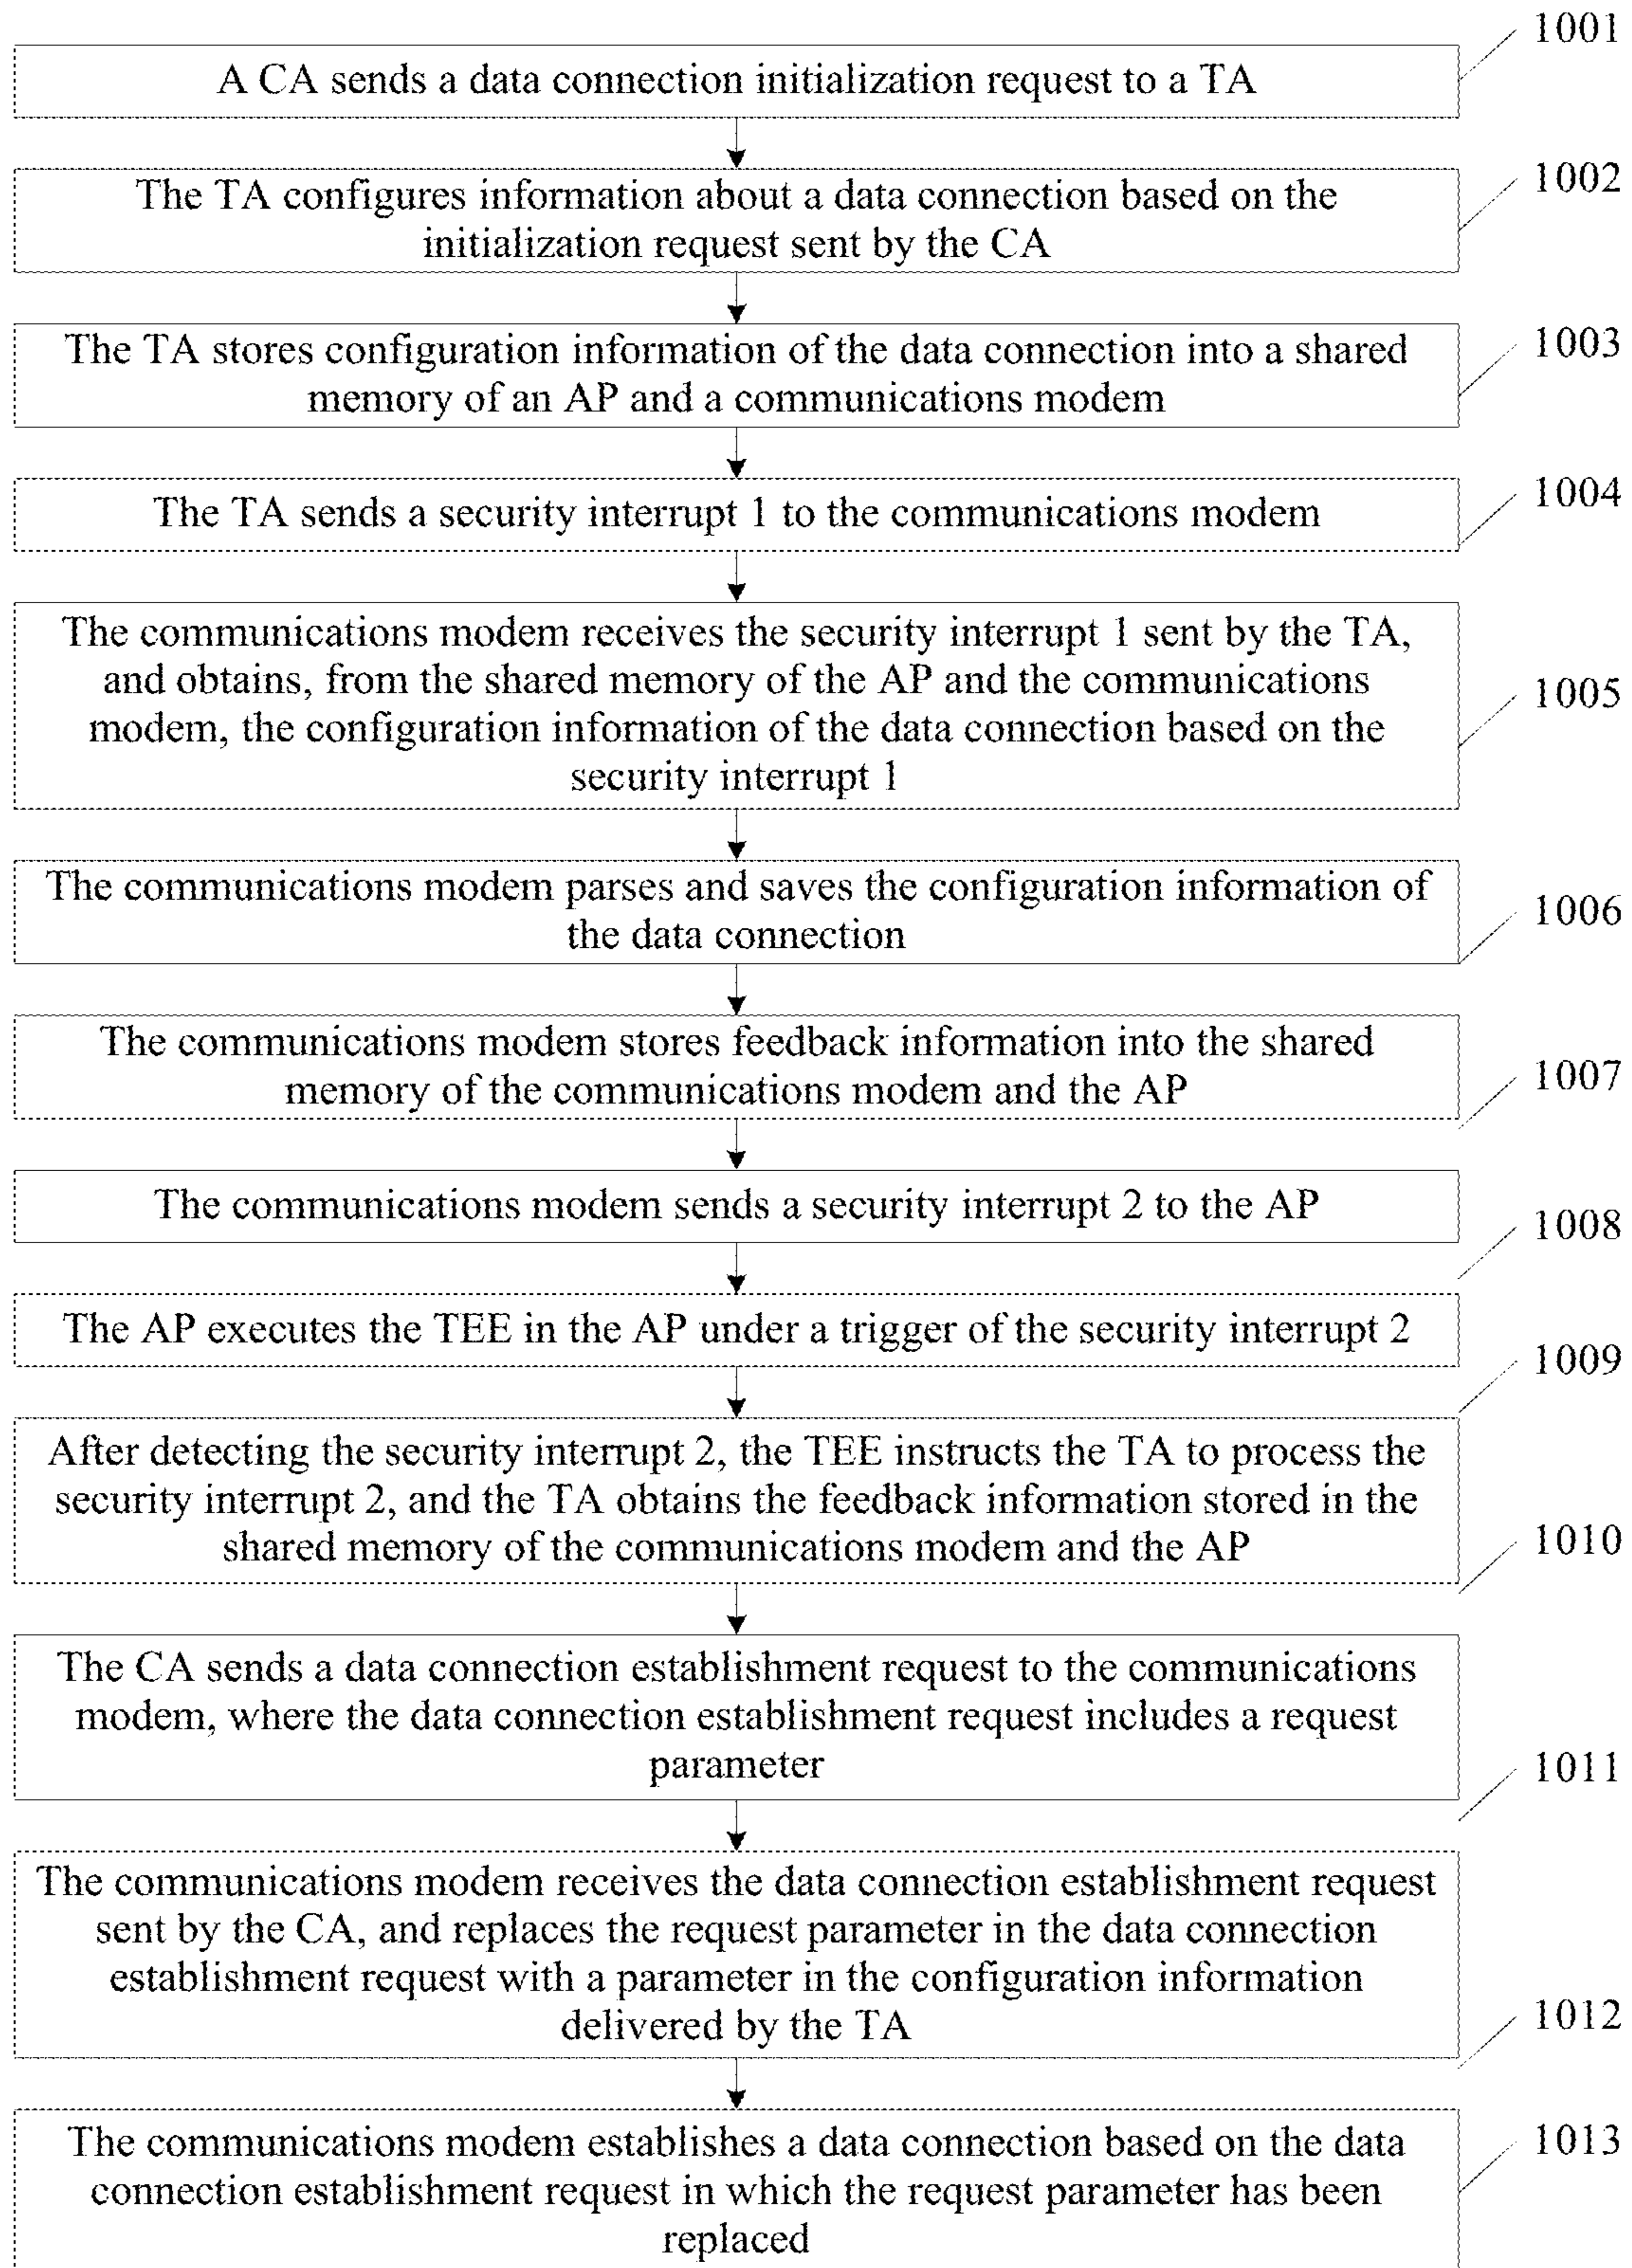 1001
A CA sends a data connection initialization request to a TA
1002
The TA configures information about a data connection based on the
initialization request sent by the CA
1003
The TA stores configuration information of the data connection into a shared
memory of an AP and a communications modem
1004
The TA sends a security interrupt 1 to the communications modem
The communications modem receives the security interrupt 1 sent by the TA,
and obtains, from the shared memory of the AP and the communications
1005
modem, the configuration information of the data connection based on the
security interrupt 1
The communications modem parses and saves the configuration information of
1006
the data connection
The communications modem stores feedback information into the shared
1007
memory of the communications modem and the AP
The communications modem sends a security interrupt 2 to the AP
1008
The AP executes the TEE in the AP under a trigger of the security interrupt 2
1009
After detecting the security interrupt 2, the TEE instructs the TA to process the
security interrupt 2, and the TA obtains the feedback information stored in the
shared memory of the communications modem and the AP
1010
The CA sends a data connection establishment request to the communications
modem, where the data connection establishment request includes a request
parameter
1011
The communications modem receives the data connection establishment request
sent by the CA, and replaces the request parameter in the data connection
establishment request with a parameter in the configuration information
delivered by the TA
1012
The communications modem establishes a data connection based on the data
1013
connection establishment request in which the request parameter has been
replaced